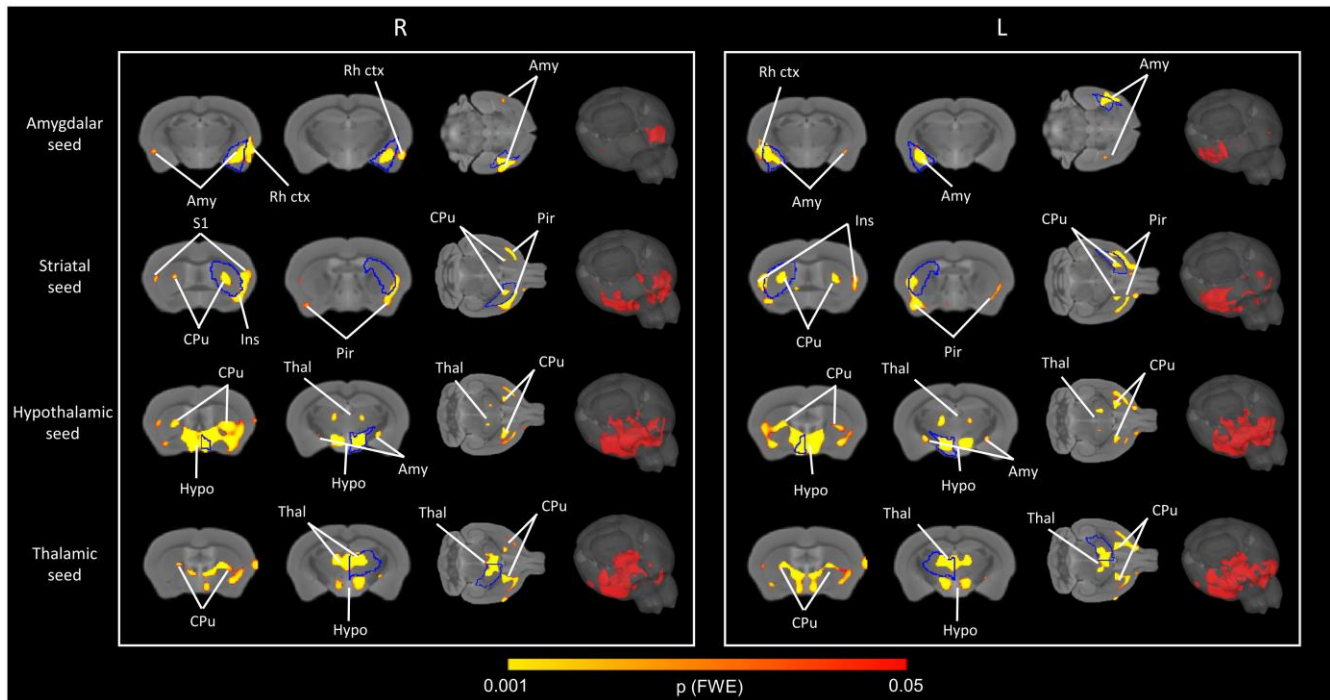 R
L
Amygdalar
seed
Rh ctx
Amy
Amy
Rh ctx
Rh ctx
Amy
Amy
Amy
Striatal
seed
S1
CPu
Pir
CPu
Ins
Pir
Ins
CPu
Pir
CPu
Pir
Hypothalamic
seed
CPu
Thal
Thal
CPu
Hypo
Hypo
Amy
CPu
Thal
Thal
CPu
Hypo
Hypo
Amy
Thalamic
seed
Thal
Thal
CPu
CPu
Hypo
Thal
Thal
CPu
CPu
Hypo
0.001
p (FWE)
0.05